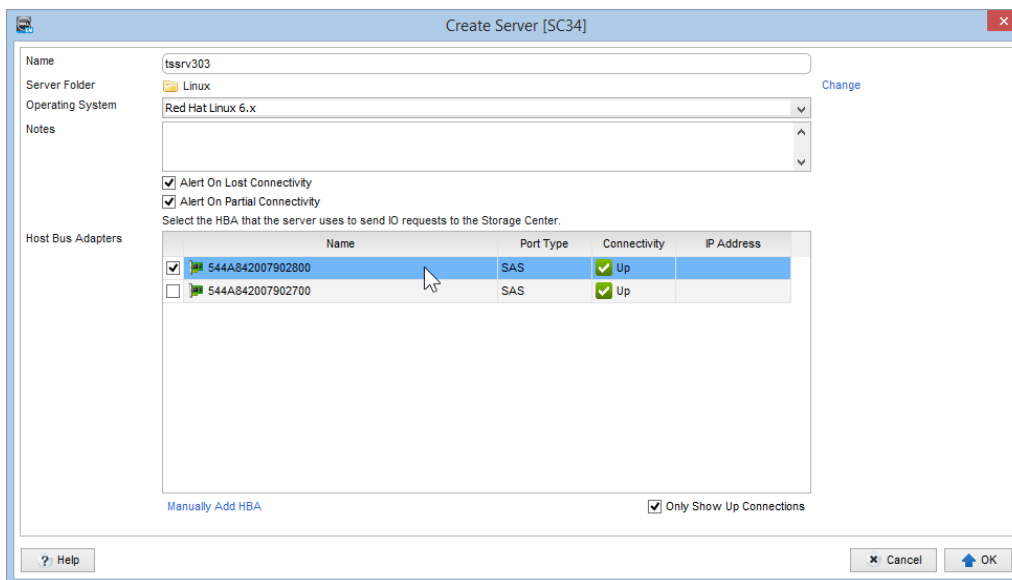 Create Server [SC34]
Name tssrv303
Server Folder Linux Change
Operating System Red Hat Linux 6.x
Notes
Alert On Lost Connectivity
Alert On Partial Connectivity
Select the HBA that the server uses to send IO requests to the Storage Center.
Host Bus Adapters
Name Port Type Connectivity IP Address
544A842007902800 SAS Up
544A842007902700 SAS Up
Manually Add HBA Only Show Up Connections
? Help Cancel OK